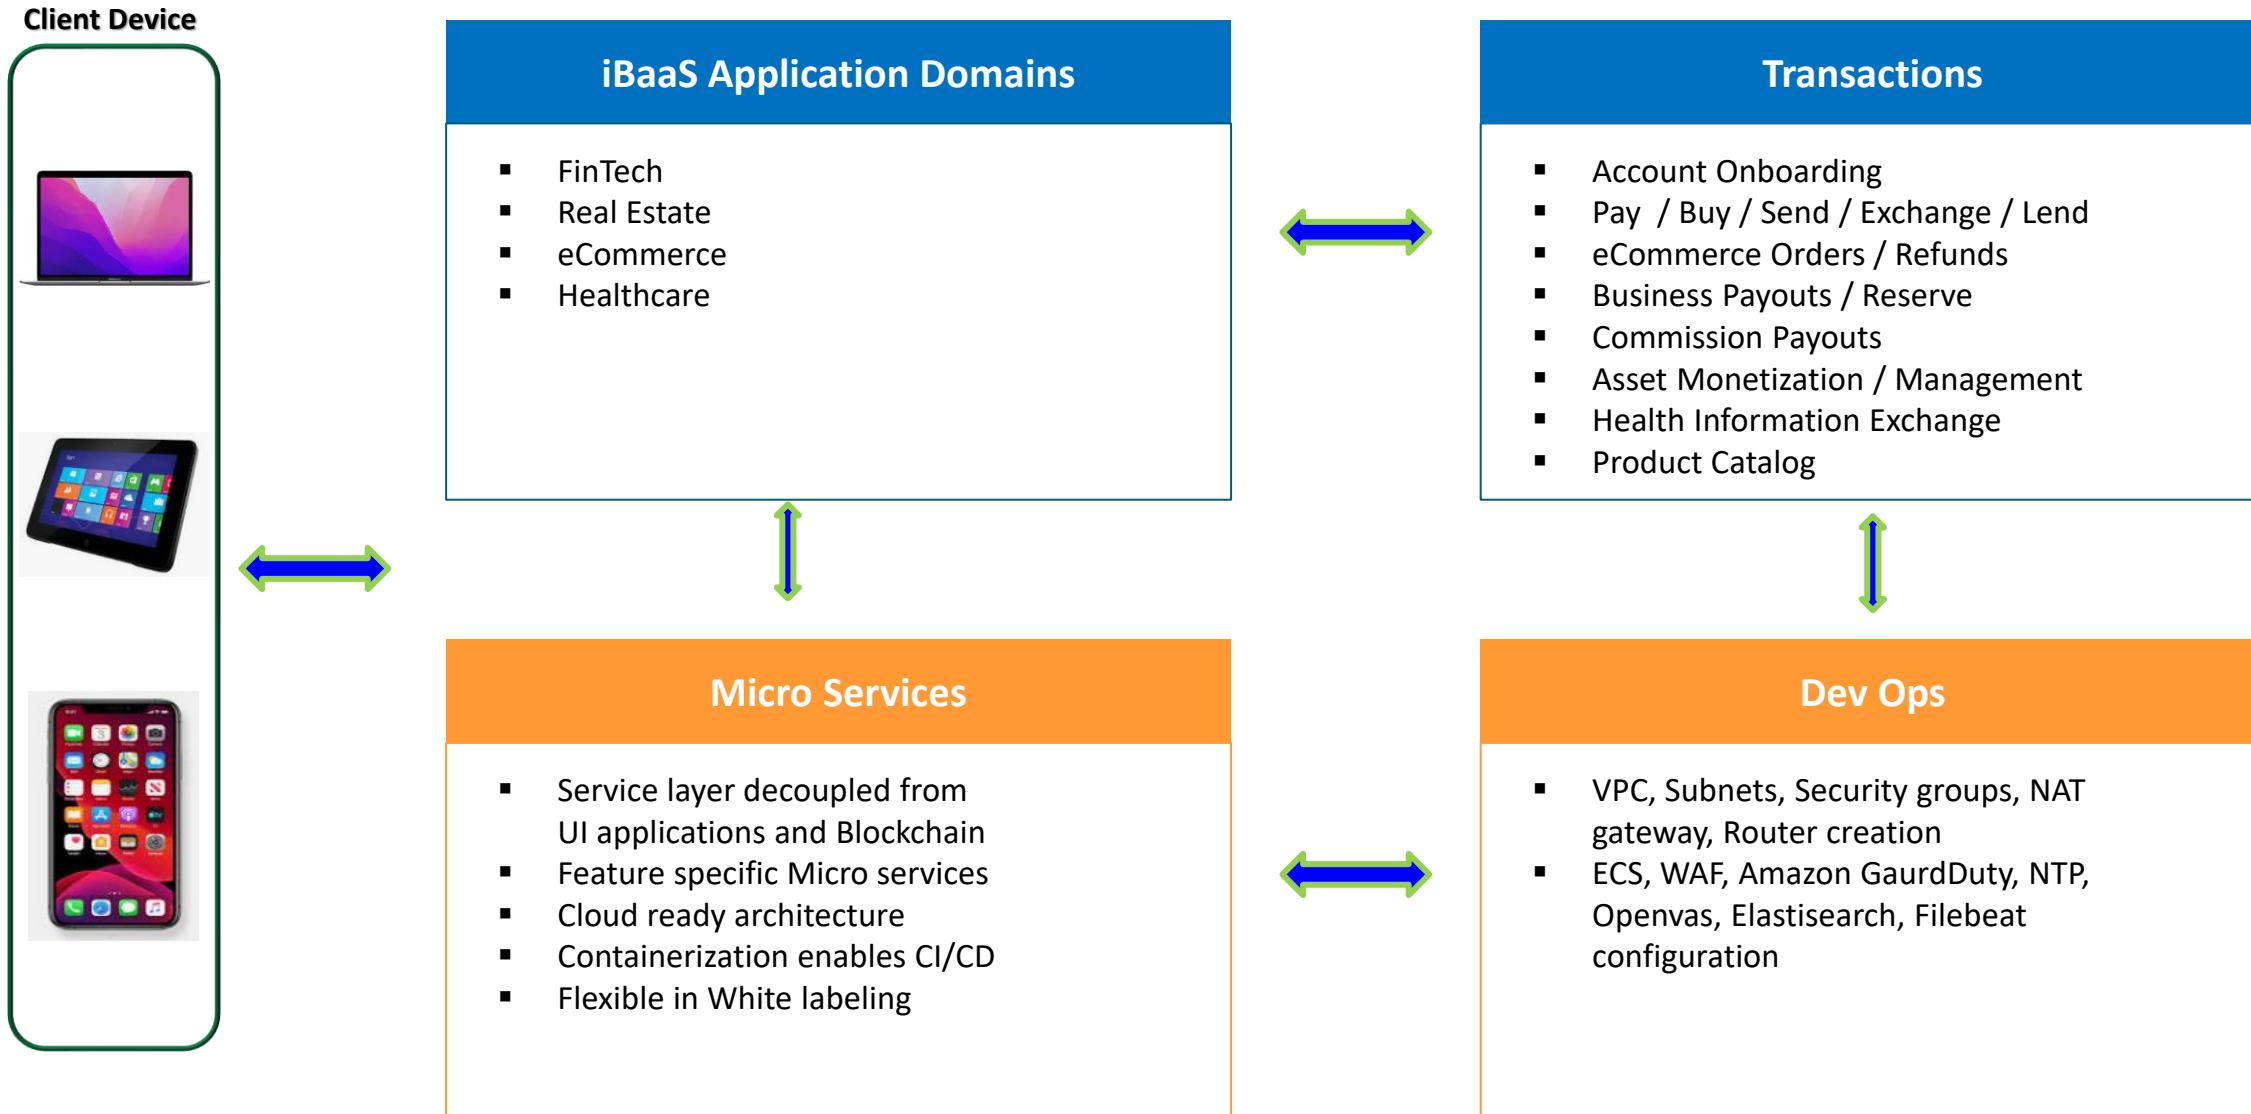 Client Device
iBaaS Application Domains
▪ FinTech
▪ Real Estate
▪ eCommerce
▪ Healthcare
Transactions
▪ Account Onboarding
▪ Pay / Buy / Send / Exchange / Lend
▪ eCommerce Orders / Refunds
▪ Business Payouts / Reserve
▪ Commission Payouts
▪ Asset Monetization / Management
▪ Health Information Exchange
▪ Product Catalog
Micro Services
▪ Service layer decoupled from
UI applications and Blockchain
▪ Feature specific Micro services
▪ Cloud ready architecture
▪ Containerization enables CI/CD
▪ Flexible in White labeling
Dev Ops
▪ VPC, Subnets, Security groups, NAT
gateway, Router creation
▪ ECS, WAF, Amazon GaurdDuty, NTP,
Openvas, Elastisearch, Filebeat
configuration